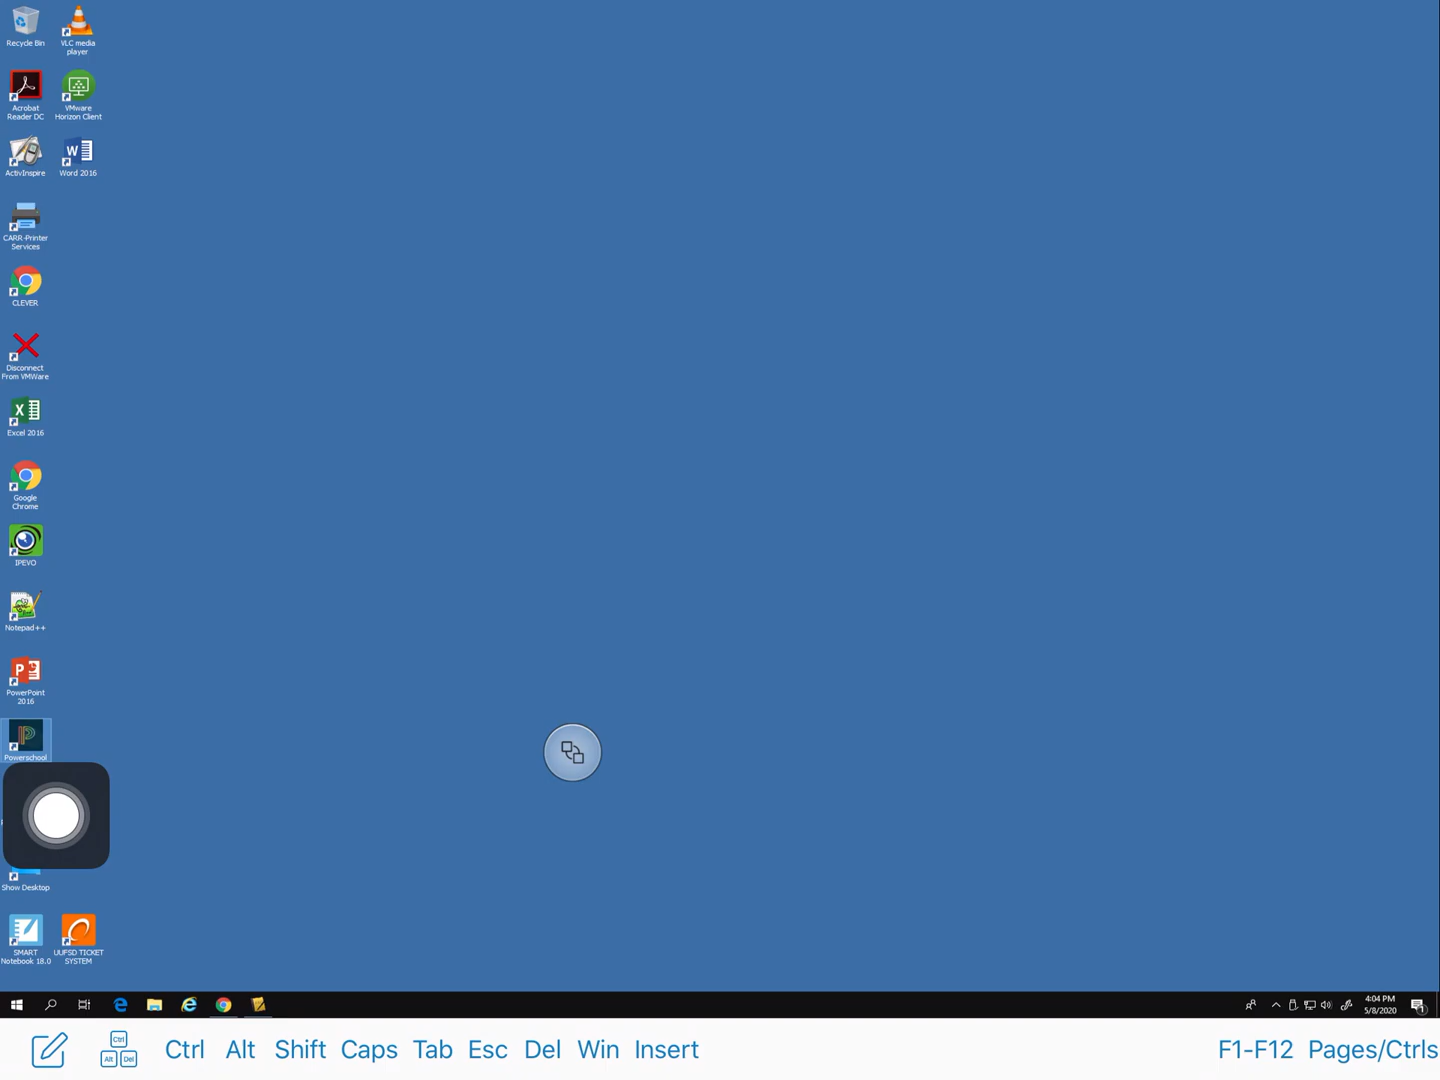 Recycle Bin
VLC media
player
Acrobat
Reader DC
VMware
Horizon Client
ActivInspire
Word 2016
CARR-Printer
Services
CLEVER
Disconnect
From VMWare
Excel 2016
Google
Chrome
IPEVO
Notepad++
PowerPoint
2016
Powerschool
Show Desktop
SMART
Notebook 18.0
UUFSD TICKET
SYSTEM
4:04 PM
5/8/2020
1
Ctrl
Alt
Del
Ctrl Alt Shift Caps Tab Esc Del Win Insert F1-F12 Pages/Ctrls